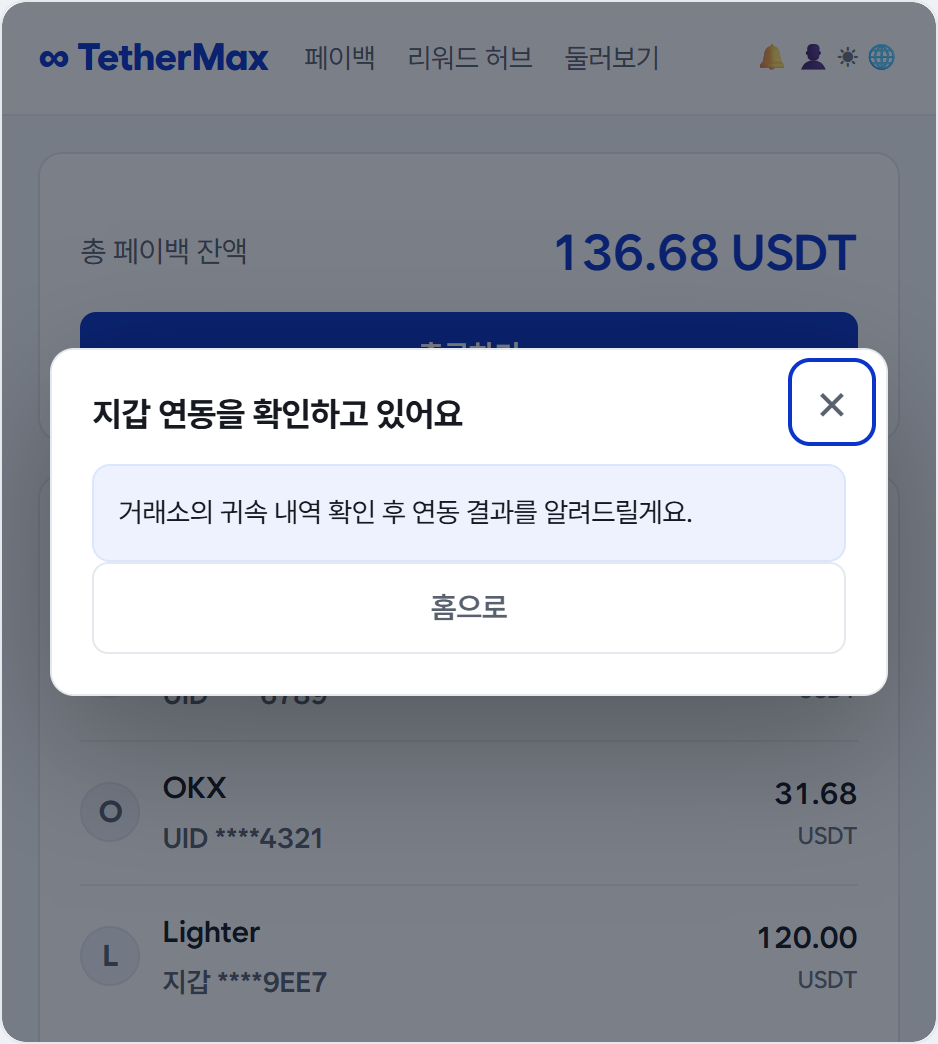 ∞ TetherMax 페이백 리워드 허브 둘러보기
총 페이백 잔액 136.68 USDT
지갑 연동을 확인하고 있어요
거래소의 귀속 내역 확인 후 연동 결과를 알려드릴게요.
홈으로
O OKX 31.68
UID ****4321 USDT
L Lighter 120.00
지갑 ****9EE7 USDT